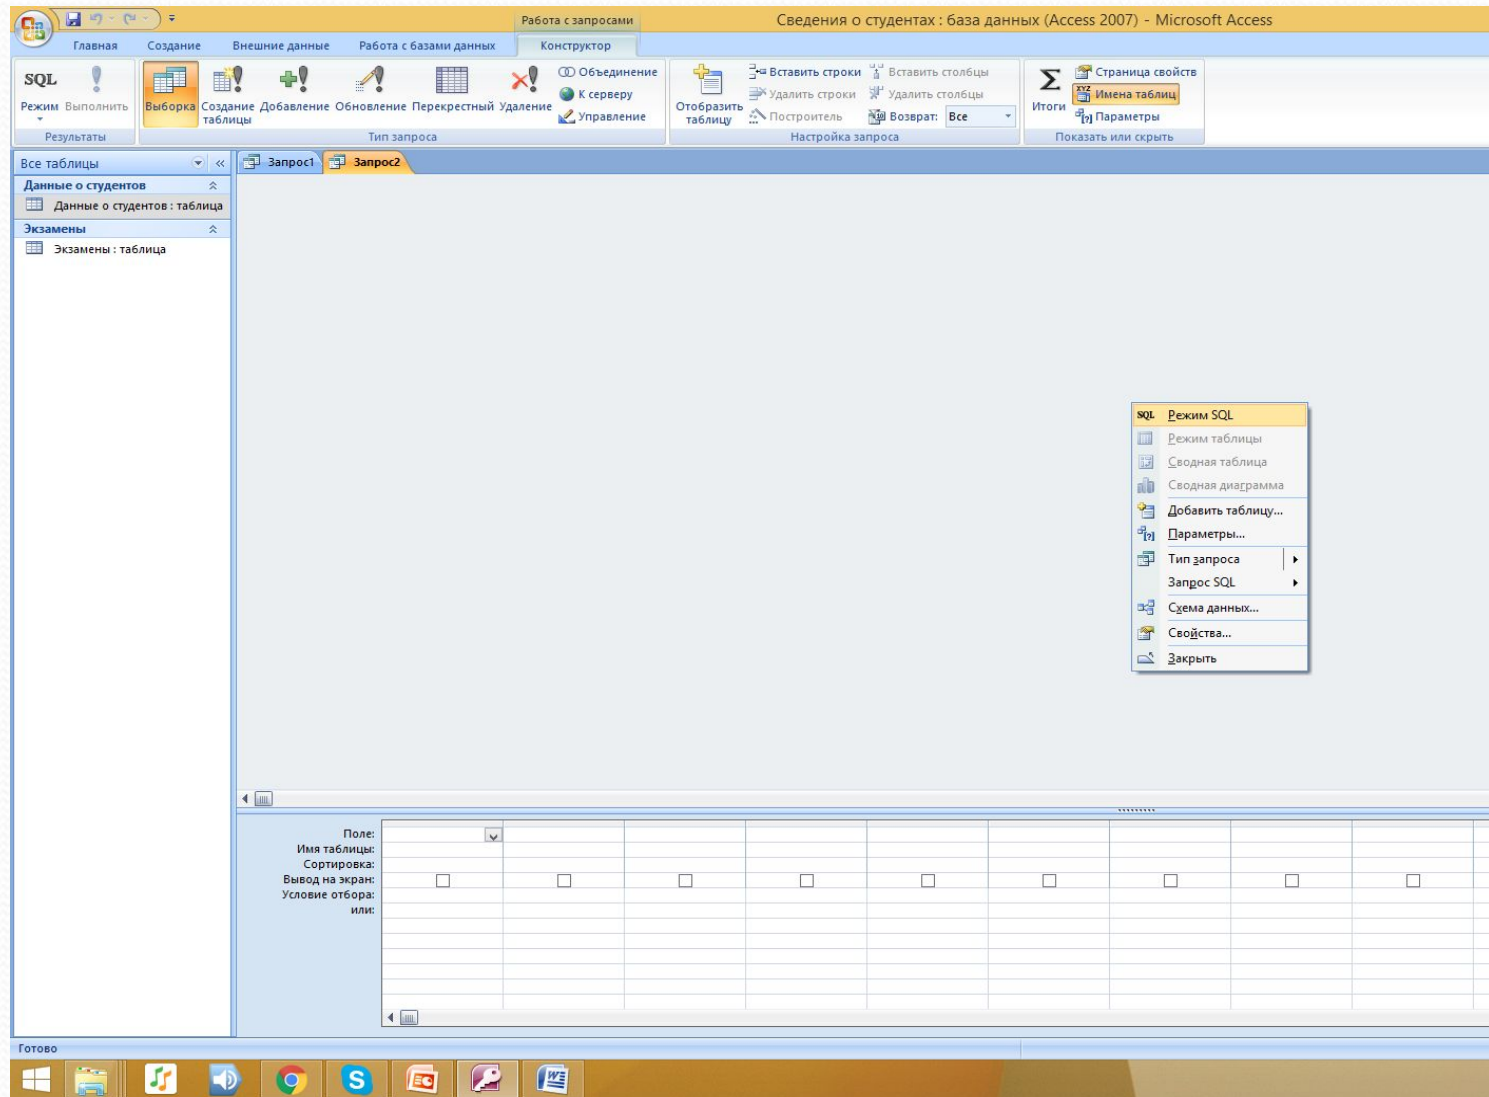 Работа с запросами
Сведения о студентах : база данных (Access 2007) - Microsoft Access
Главная Создание Внешние данные Работа с базами данных Конструктор
SQL
Режим
Выполнить
Результаты
Выборка
Создание таблицы
Добавление
Обновление
Перекрестный
Удаление
Объединение
К серверу
Управление
Тип запроса
Отобразить таблицу
Вставить строки
Удалить строки
Построитель
Вставить столбцы
Удалить столбцы
Возврат: Все
Настройка запроса
Σ
Итоги
Страница свойств
XYZ
Имена таблиц
[?]
Параметры
Показать или скрыть
Все таблицы
Данные о студентов
Данные о студентов : таблица
Экзамены
Экзамены : таблица
Запрос1 Запрос2
SQL Режим SQL
Режим таблицы
Сводная таблица
Сводная диаграмма
Добавить таблицу...
[?] Параметры...
Тип запроса
Запрос SQL
Схема данных...
Свойства...
Закрыть
Поле:
Имя таблицы:
Сортировка:
Вывод на экран:
Условие отбора:
или:
Готово